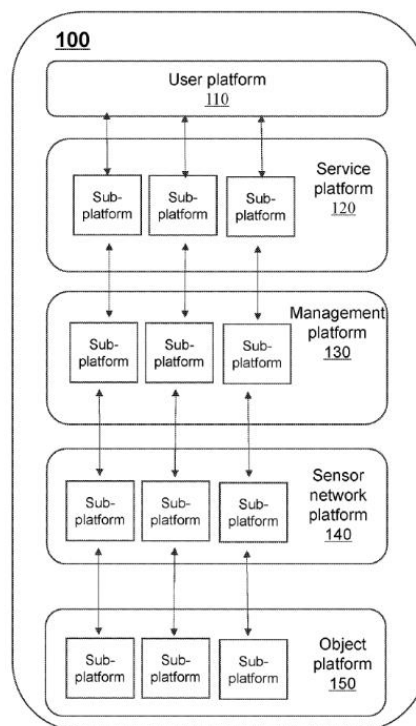 100
User platform
110
Sub-
platform
Sub-
platform
Sub-
platform
Service
platform
120
Sub-
platform
Sub-
platform
Sub-
platform
Management
platform
130
Sub-
platform
Sub-
platform
Sub-
platform
Sensor
network
platform
140
Sub-
platform
Sub-
platform
Sub-
platform
Object
platform
150